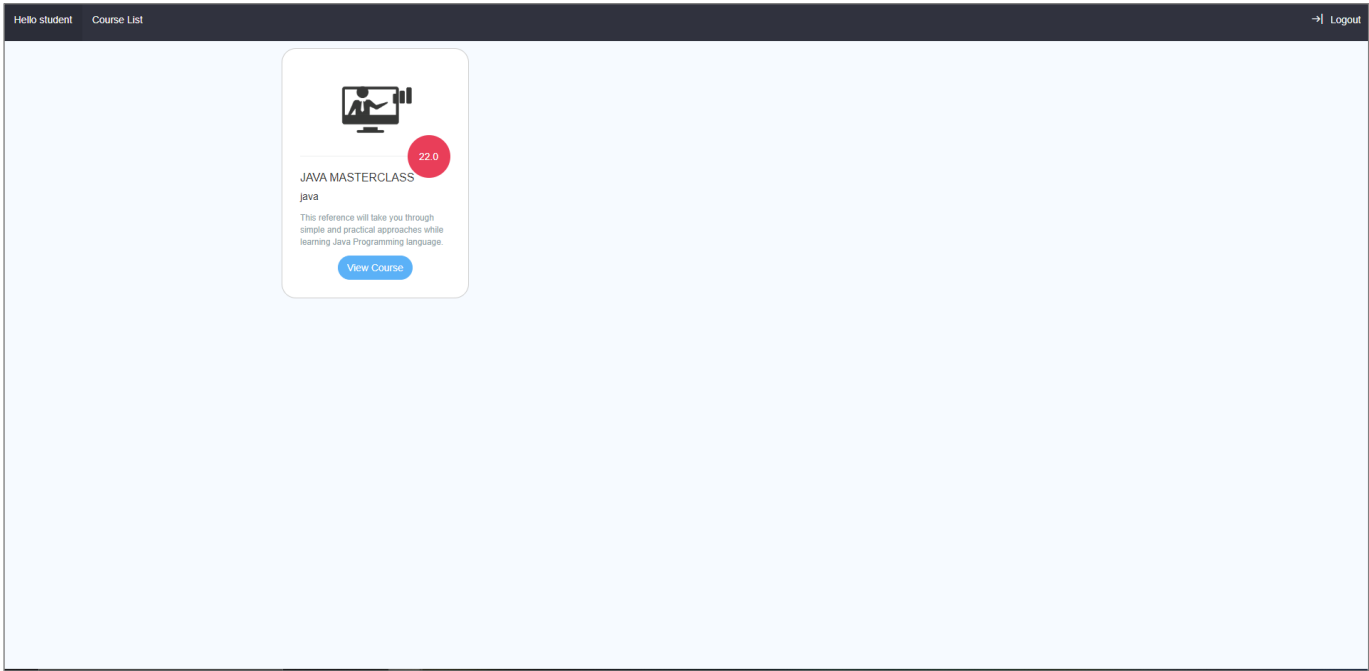 Hello student
Course List
Logout
22.0
JAVA MASTERCLASS
java
This reference will take you through
simple and practical approaches while
learning Java Programming language.
View Course